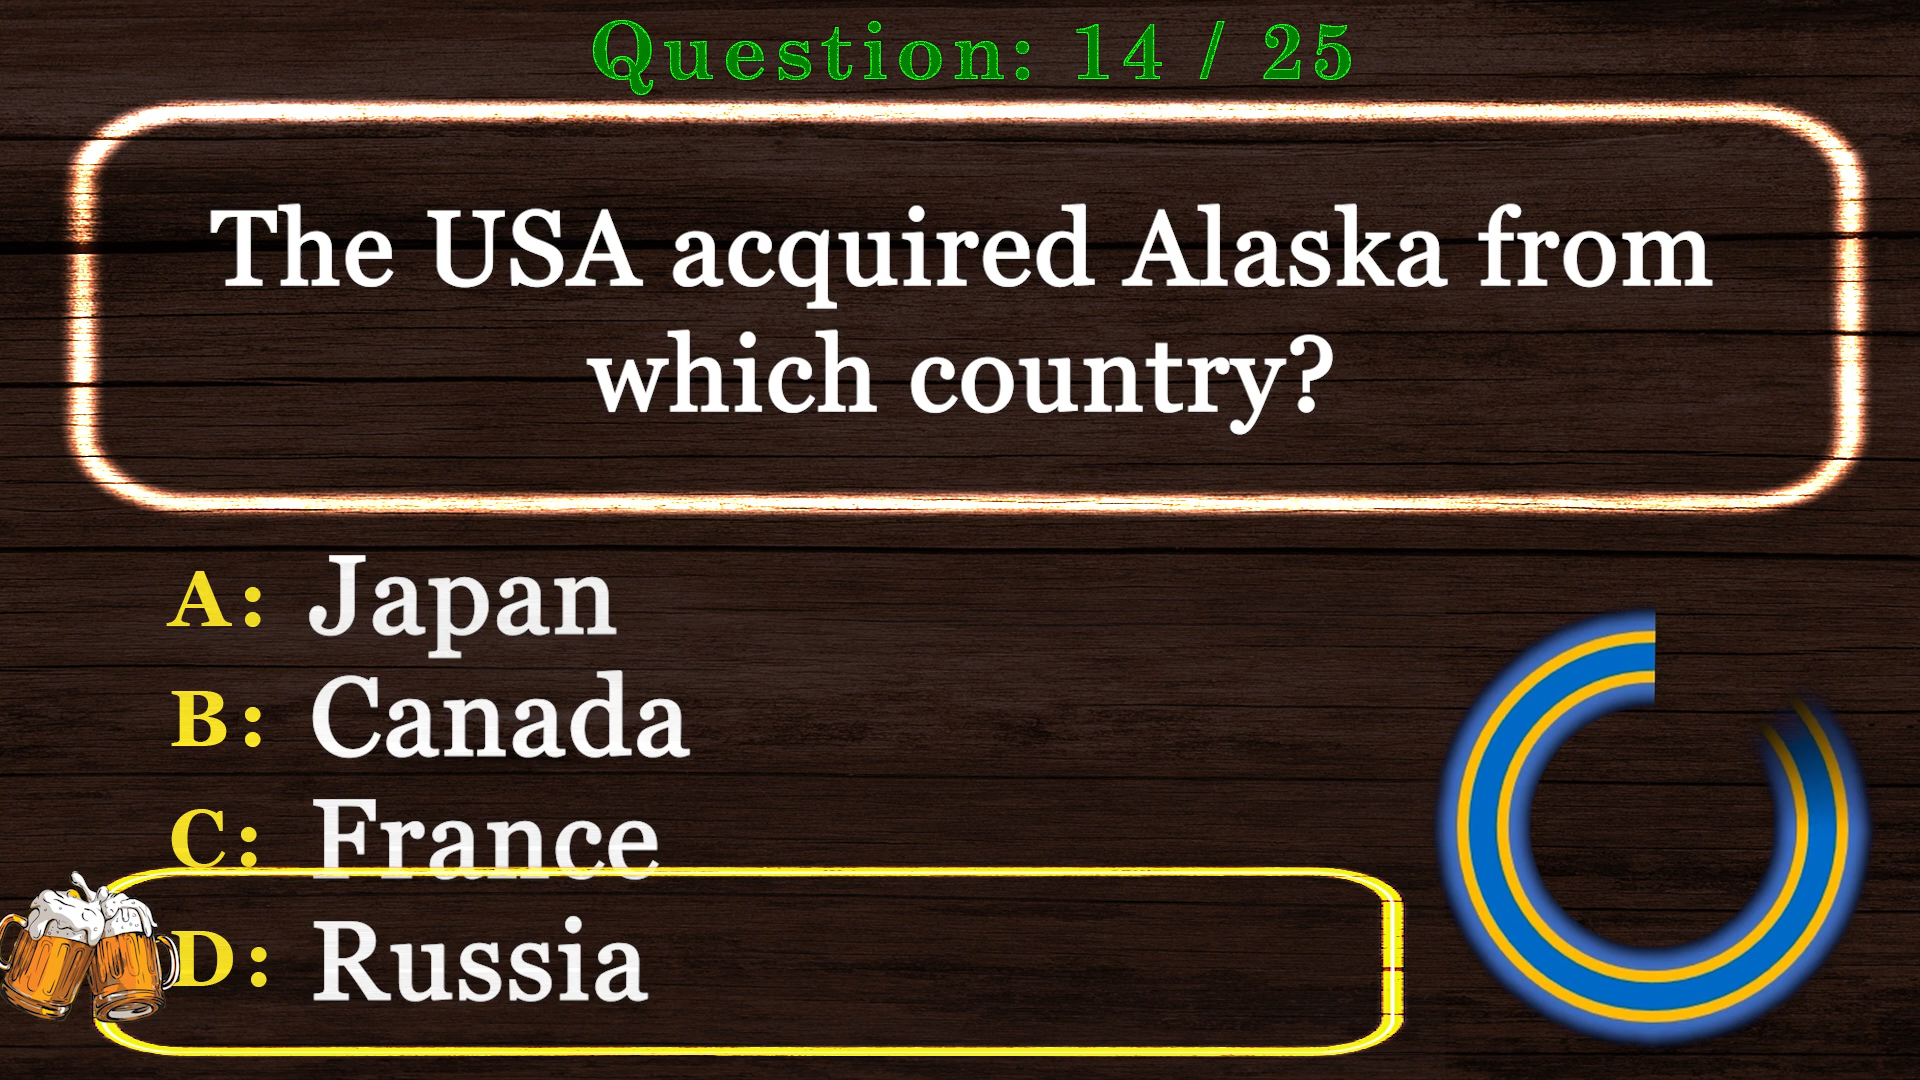 Question: 14 / 25
The USA acquired Alaska from
which country?
A: Japan
B: Canada
C: France
D: Russia